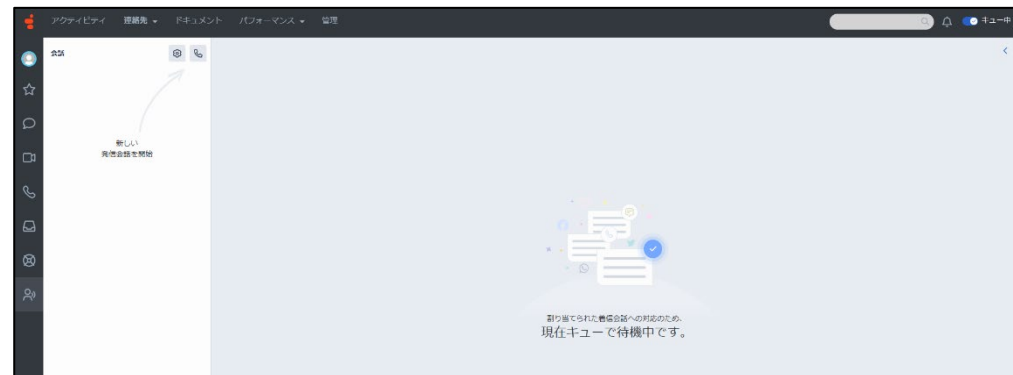 アクティビティ 連絡先 ドキュメント パフォーマンス 管理 キュー中
会話
新しい
発信会話を開始
割り当てられた着信会話への対応のため、
現在キューで待機中です。